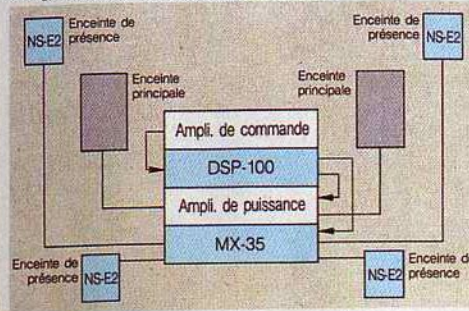 NS-E2
Enceinte de
présence
Enceinte de
présence
NS-E2
Enceinte
principale
Enceinte
principale
Ampli. de commande
DSP-100
Ampli. de puissance
MX-35
Enceinte de
présence
NS-E2
NS-E2
Enceinte de
présence